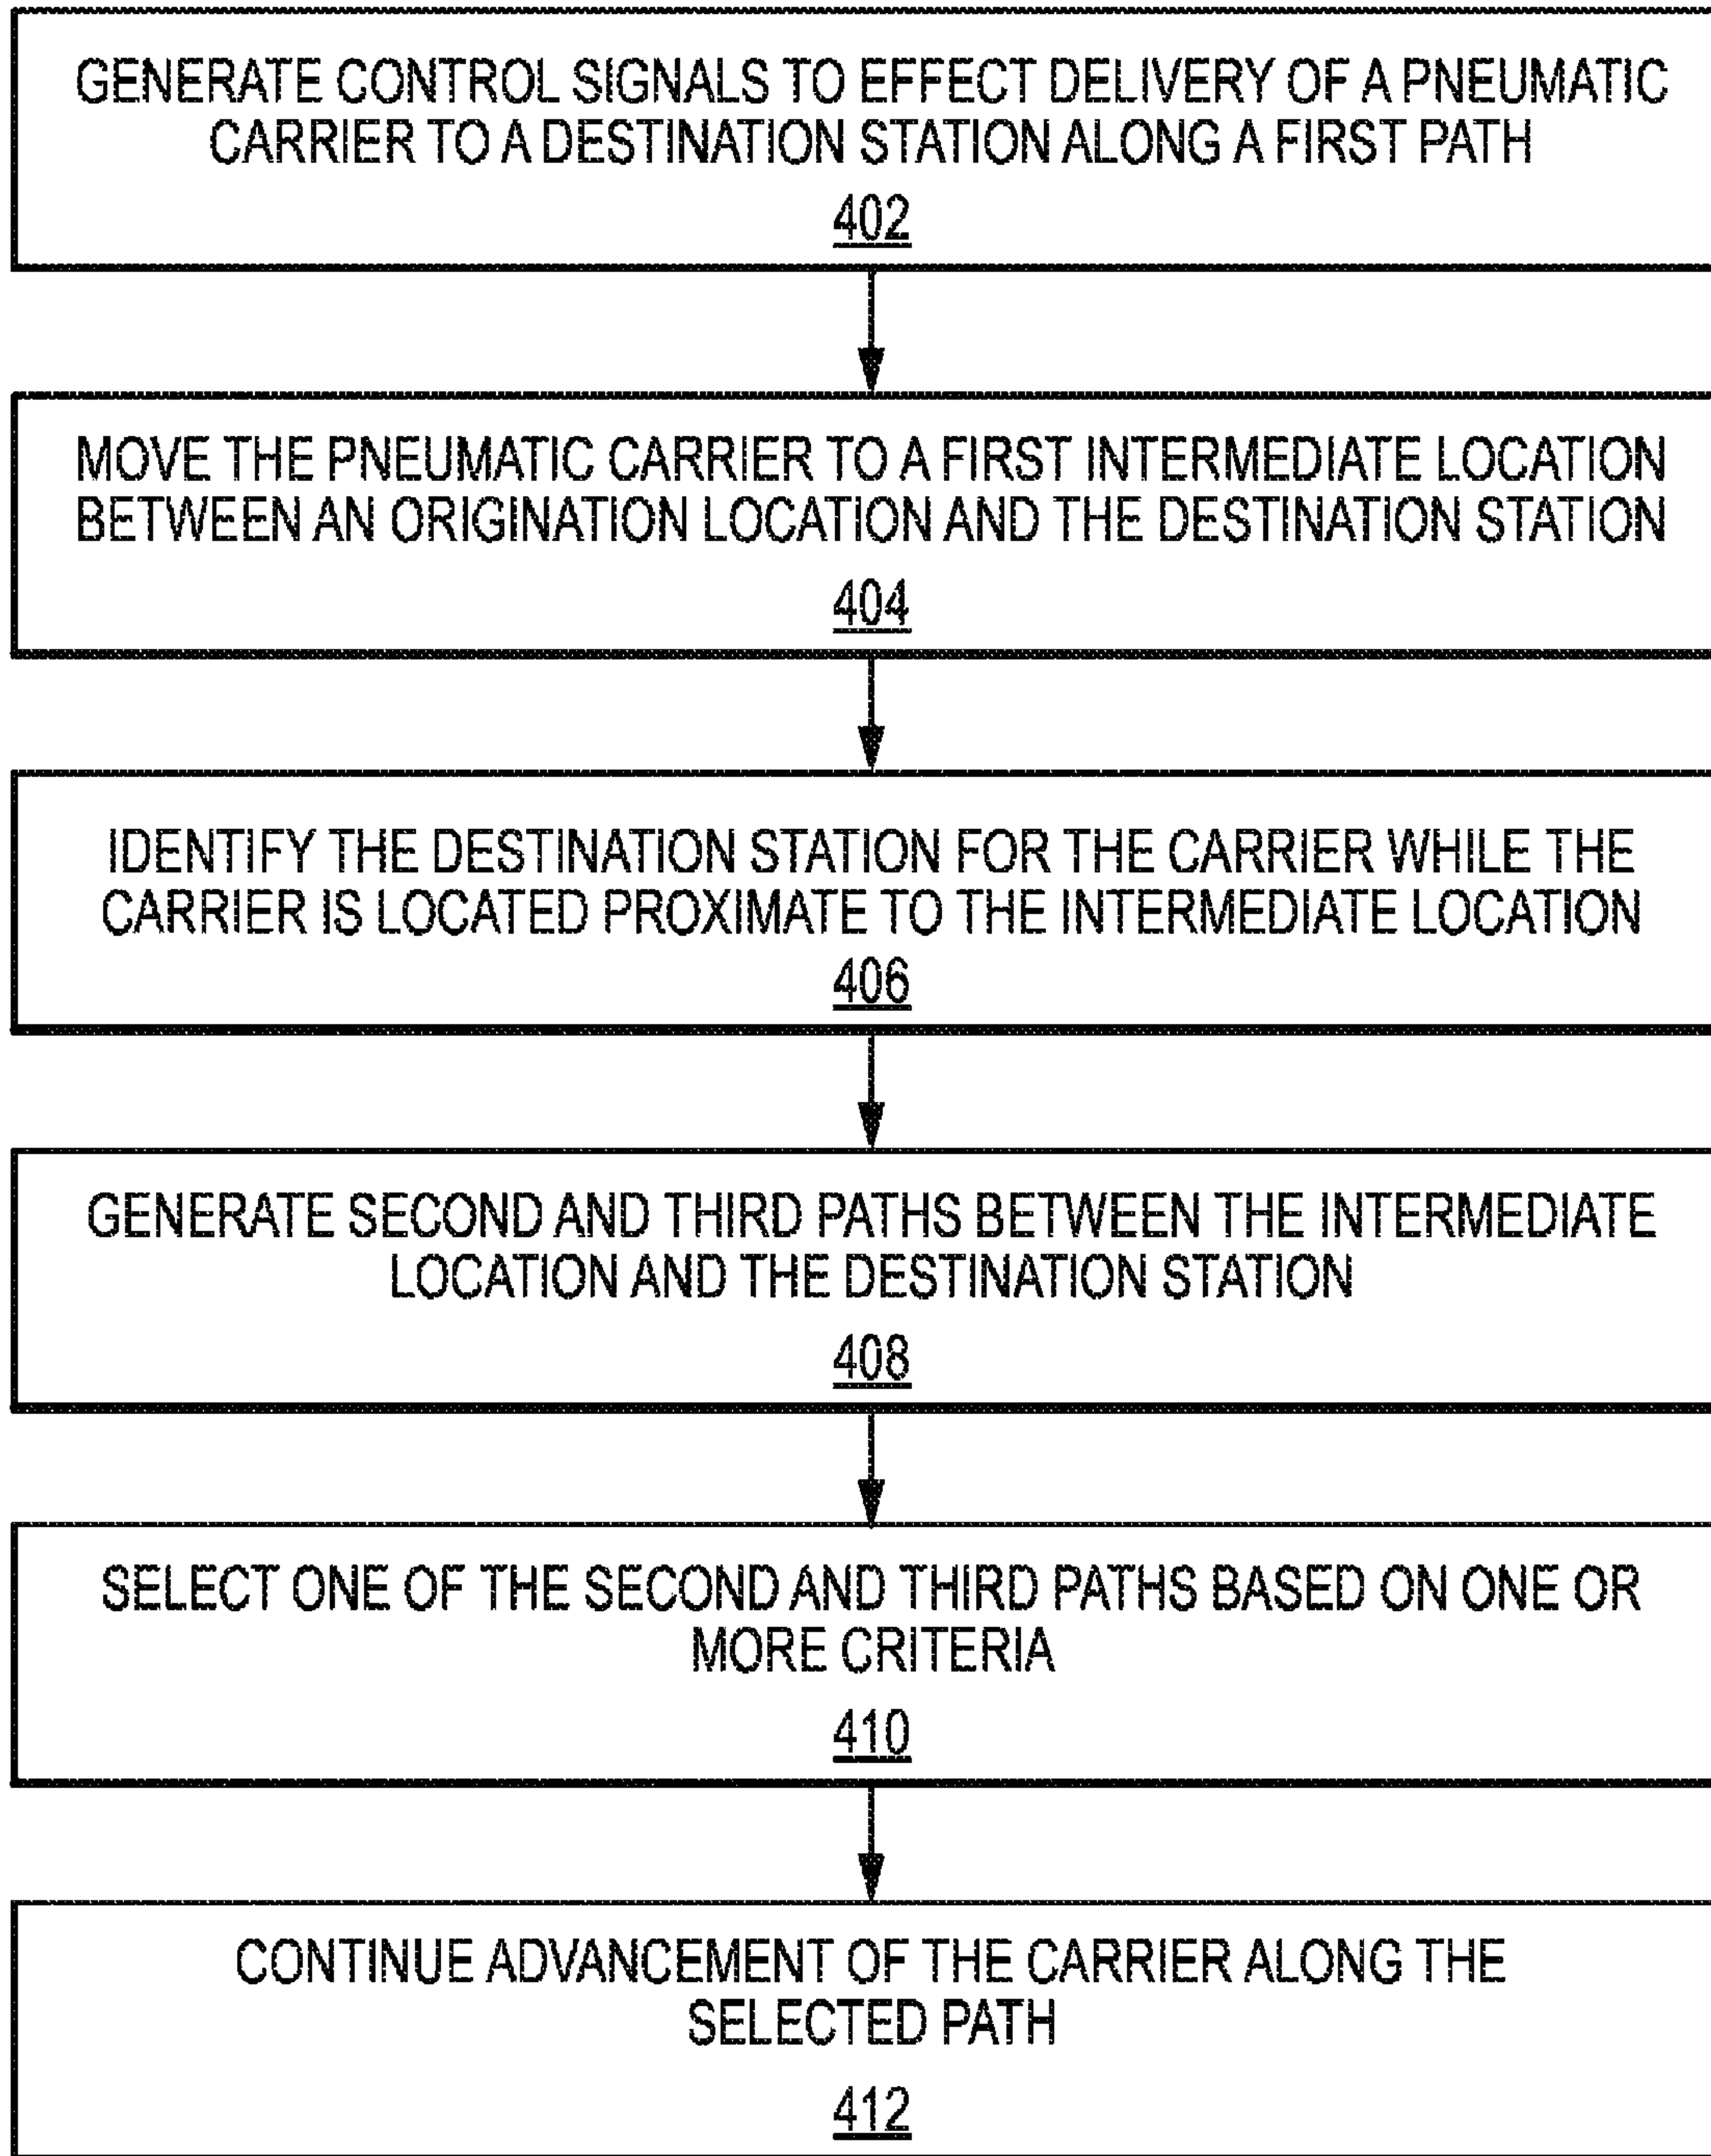 GENERATE CONTROL SIGNALS TO EFFECT DELIVERY OF A PNEUMATIC
CARRIER TO A DESTINATION STATION ALONG A FIRST PATH
402
MOVE THE PNEUMATIC CARRIER TO A FIRST INTERMEDIATE LOCATION
BETWEEN AN ORIGINATION LOCATION AND THE DESTINATION STATION
404
IDENTIFY THE DESTINATION STATION FOR THE CARRIER WHILE THE
CARRIER IS LOCATED PROXIMATE TO THE INTERMEDIATE LOCATION
406
GENERATE SECOND AND THIRD PATHS BETWEEN THE INTERMEDIATE
LOCATION AND THE DESTINATION STATION
408
SELECT ONE OF THE SECOND AND THIRD PATHS BASED ON ONE OR
MORE CRITERIA
410
CONTINUE ADVANCEMENT OF THE CARRIER ALONG THE
SELECTED PATH
412